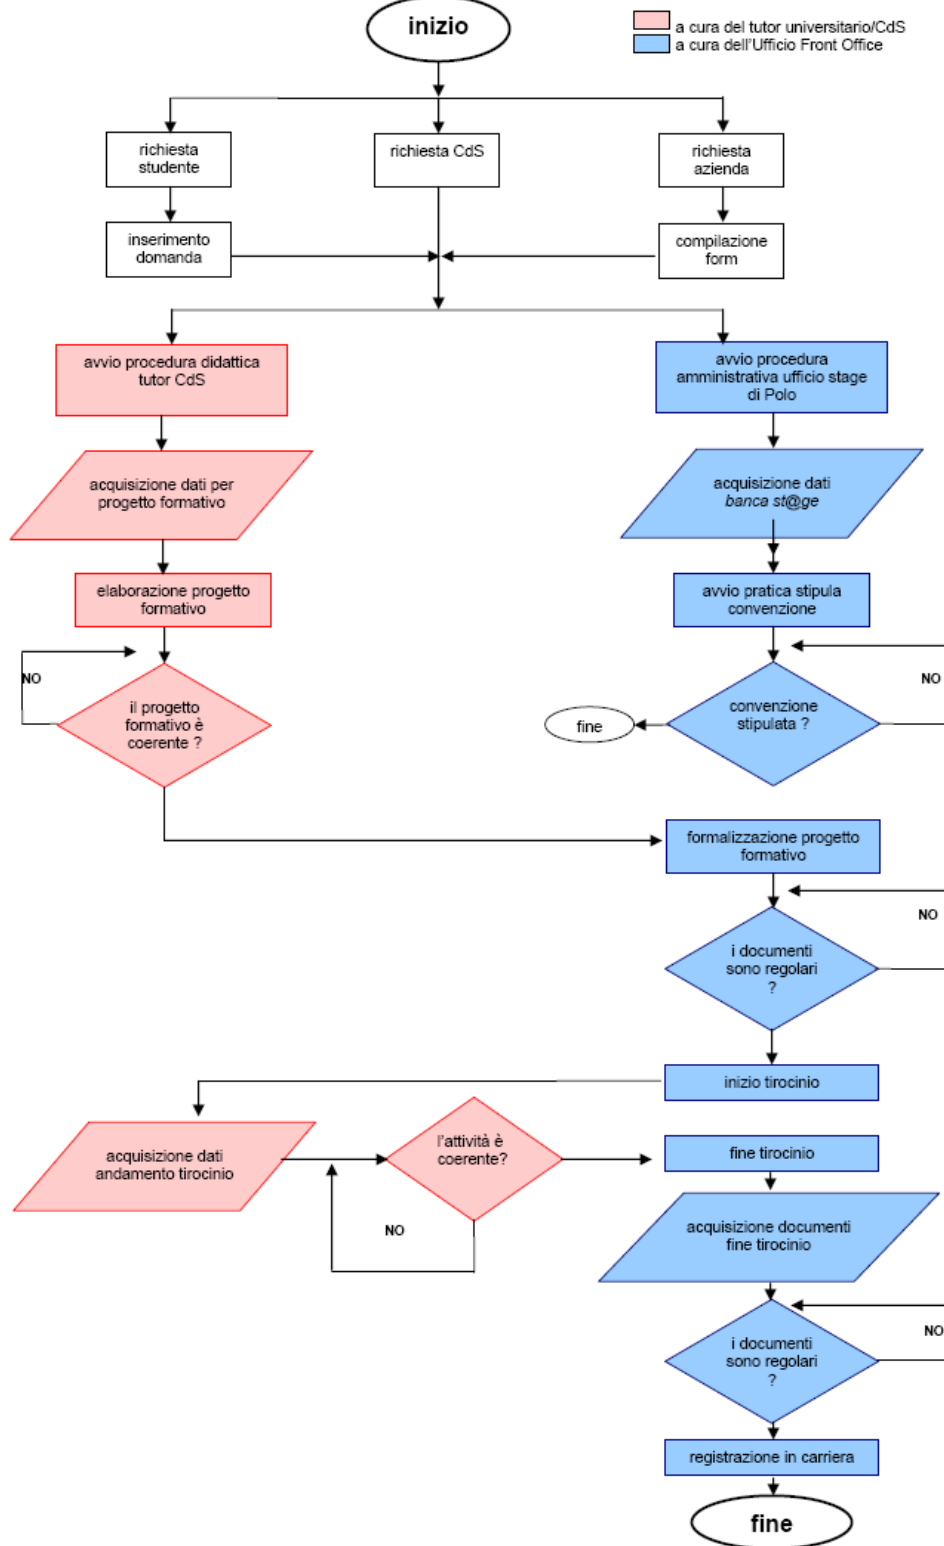 inizio
a cura del tutor universitario/CdS
a cura dell'Ufficio Front Office
richiesta
studente
richiesta CdS
richiesta
azienda
inserimento
domanda
compilazione
form
avvio procedura didattica
tutor CdS
avvio procedura
amministrativa ufficio stage
di Polo
acquisizione dati per
progetto formativo
acquisizione dati
banca st@ge
elaborazione progetto
formativo
avvio pratica stipula
convenzione
NO
il progetto
formativo è
coerente ?
fine
convenzione
stipulata ?
NO
formalizzazione progetto
formativo
NO
i documenti
sono regolari
?
inizio tirocinio
acquisizione dati
andamento tirocinio
l'attività è
coerente?
NO
fine tirocinio
acquisizione documenti
fine tirocinio
NO
i documenti
sono regolari
?
registrazione in carriera
fine